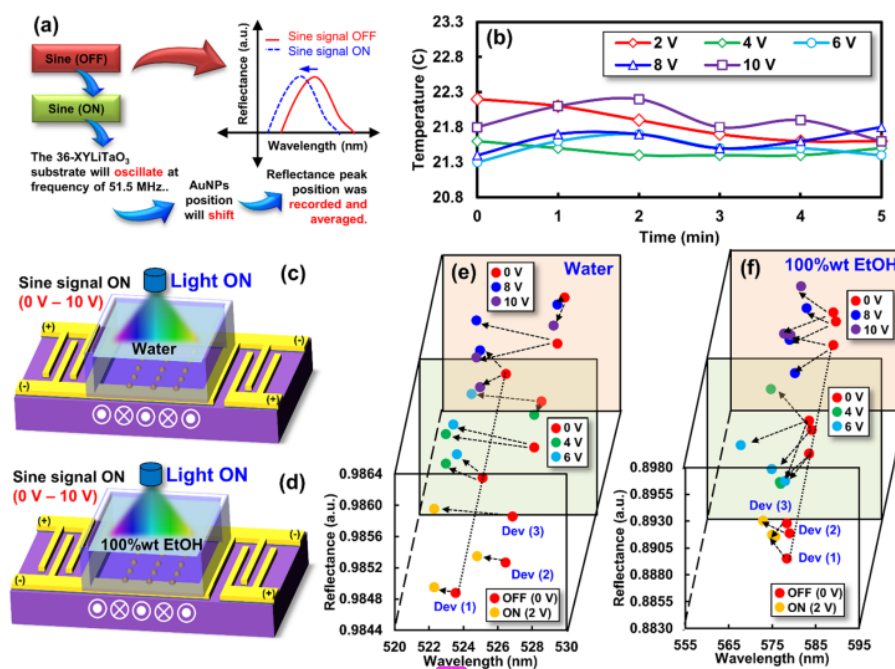 (a)
Sine (OFF)
Sine (ON)
The 36-XYLiTaO3
substrate will oscillate at
frequency of 51.5 MHz..
AuNPs
position
will shift
Reflectance peak
position was
recorded and
averaged.
Reflectance (a.u.)
Sine signal OFF
Sine signal ON
Wavelength (nm)
(b)
Temperature (C)
22.3
22.8
22.3
21.8
21.3
20.8
2 V
4 V
6 V
8 V
10 V
0
1
2
3
4
5
Time (min)
(c)
Sine signal ON
(0 V – 10 V)
Light ON
Water
(+)
(-)
(-)
(+)
(d)
Sine signal ON
(0 V – 10 V)
Light ON
100%wt EtOH
(+)
(-)
(-)
(+)
(e)
Water
0 V
8 V
10 V
0 V
4 V
6 V
Reflectance (a.u.)
0.9864
0.9860
0.9856
0.9852
0.9848
0.9844
Dev (3)
Dev (2)
Dev (1)
OFF (0 V)
ON (2 V)
520
522
524
526
528
530
Wavelength (nm)
(f)
100%wt EtOH
0 V
8 V
10 V
0 V
4 V
6 V
Reflectance (a.u.)
0.8980
0.8955
0.8930
0.8905
0.8880
0.8855
0.8830
Dev (3)
Dev (2)
Dev (1)
OFF (0 V)
ON (2 V)
555
565
575
585
595
Wavelength (nm)